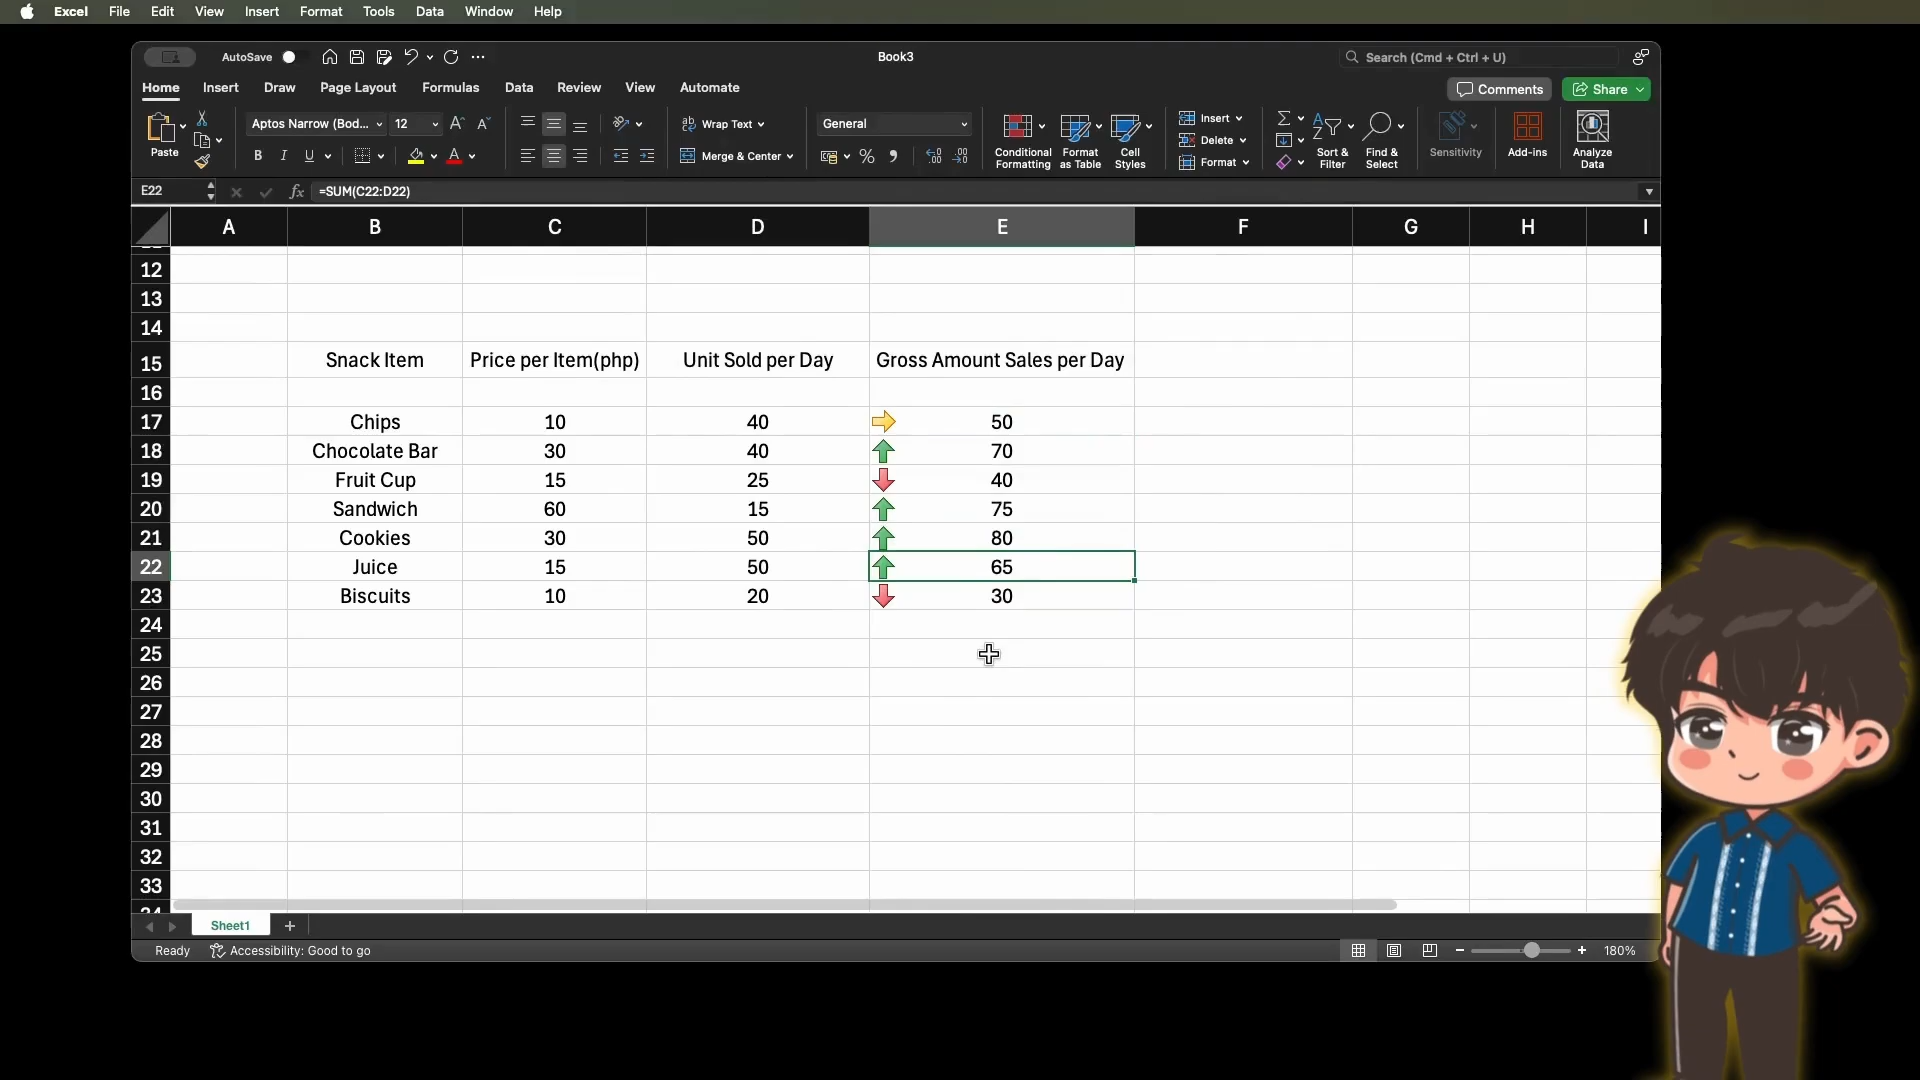 Excel File Edit View Insert Format Tools Data Window Help
AutoSave Book3 Search (Cmd + Ctrl + U)
Home Insert Draw Page Layout Formulas Data Review View Automate Comments Share
Paste Aptos Narrow (Bod... 12 A A Wrap Text General Insert
Delete
B I U A Merge & Center % Conditional Formatting Format as Table Cell Styles Format Sort & Filter Find & Select Sensitivity Add-ins Analyze Data
E22 fx =SUM(C22:D22)
A B C D E F G H I
12
13
14
15 Snack Item Price per Item(php) Unit Sold per Day Gross Amount Sales per Day
16
17 Chips 10 40 50
18 Chocolate Bar 30 40 70
19 Fruit Cup 15 25 40
20 Sandwich 60 15 75
21 Cookies 30 50 80
22 Juice 15 50 65
23 Biscuits 10 20 30
24
25
26
27
28
29
30
31
32
33
Sheet1 +
Ready Accessibility: Good to go 180%